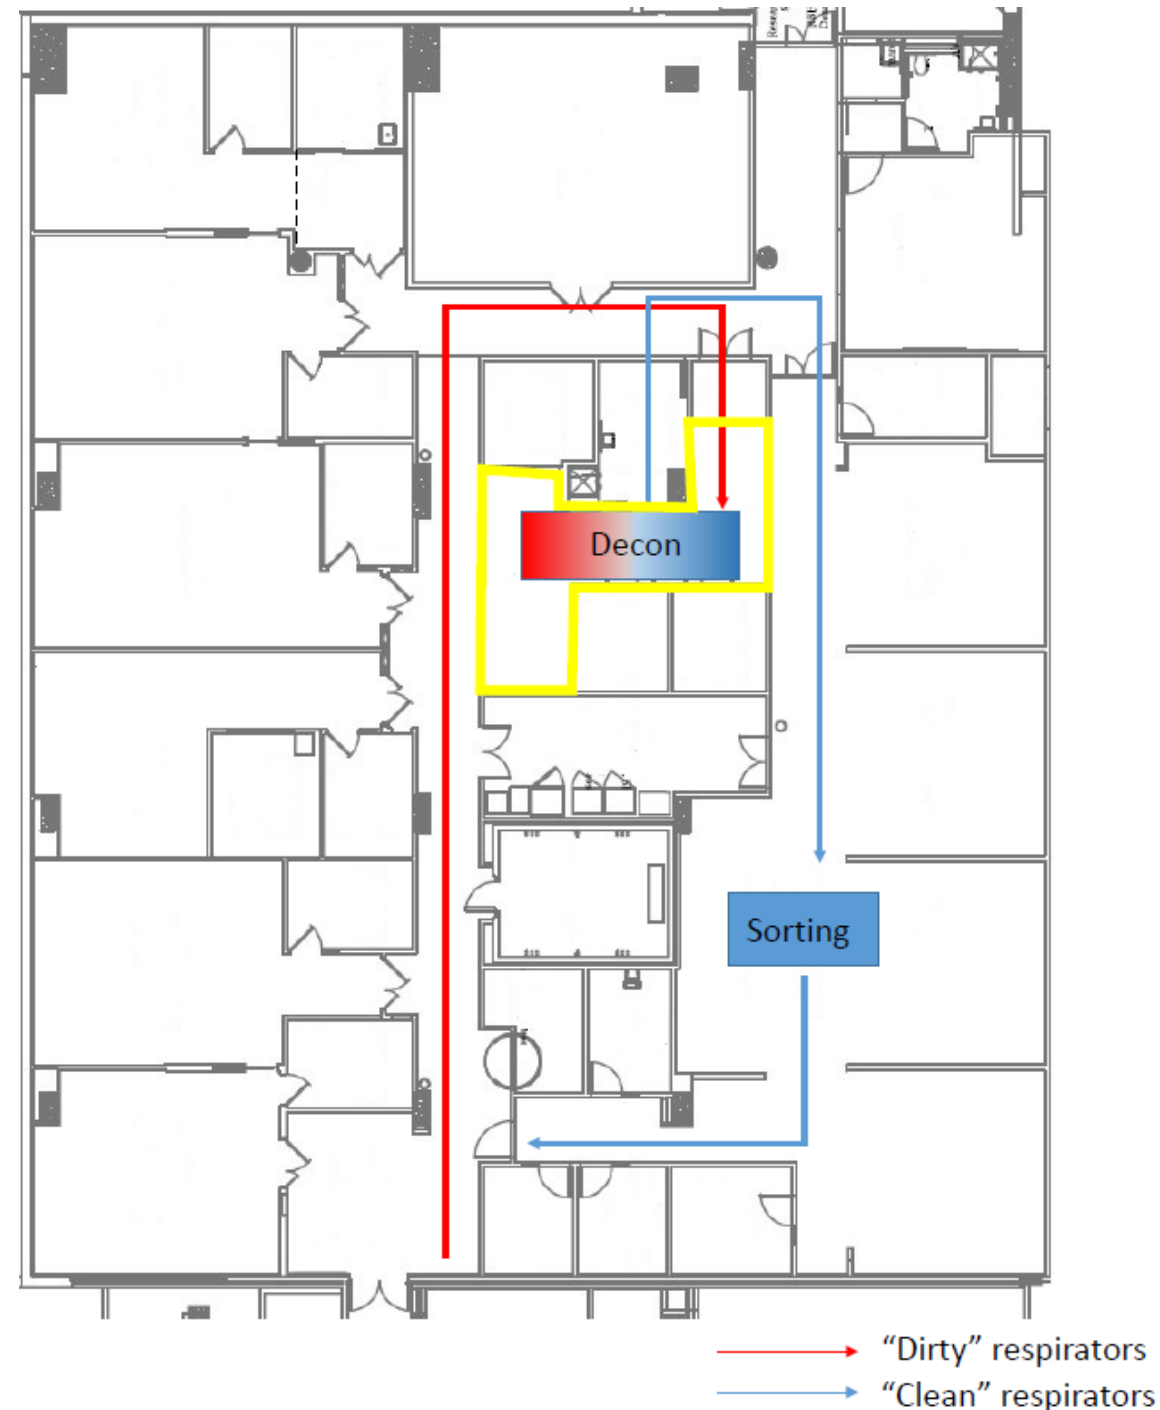 Decon
Sorting
“Dirty” respirators
“Clean” respirators